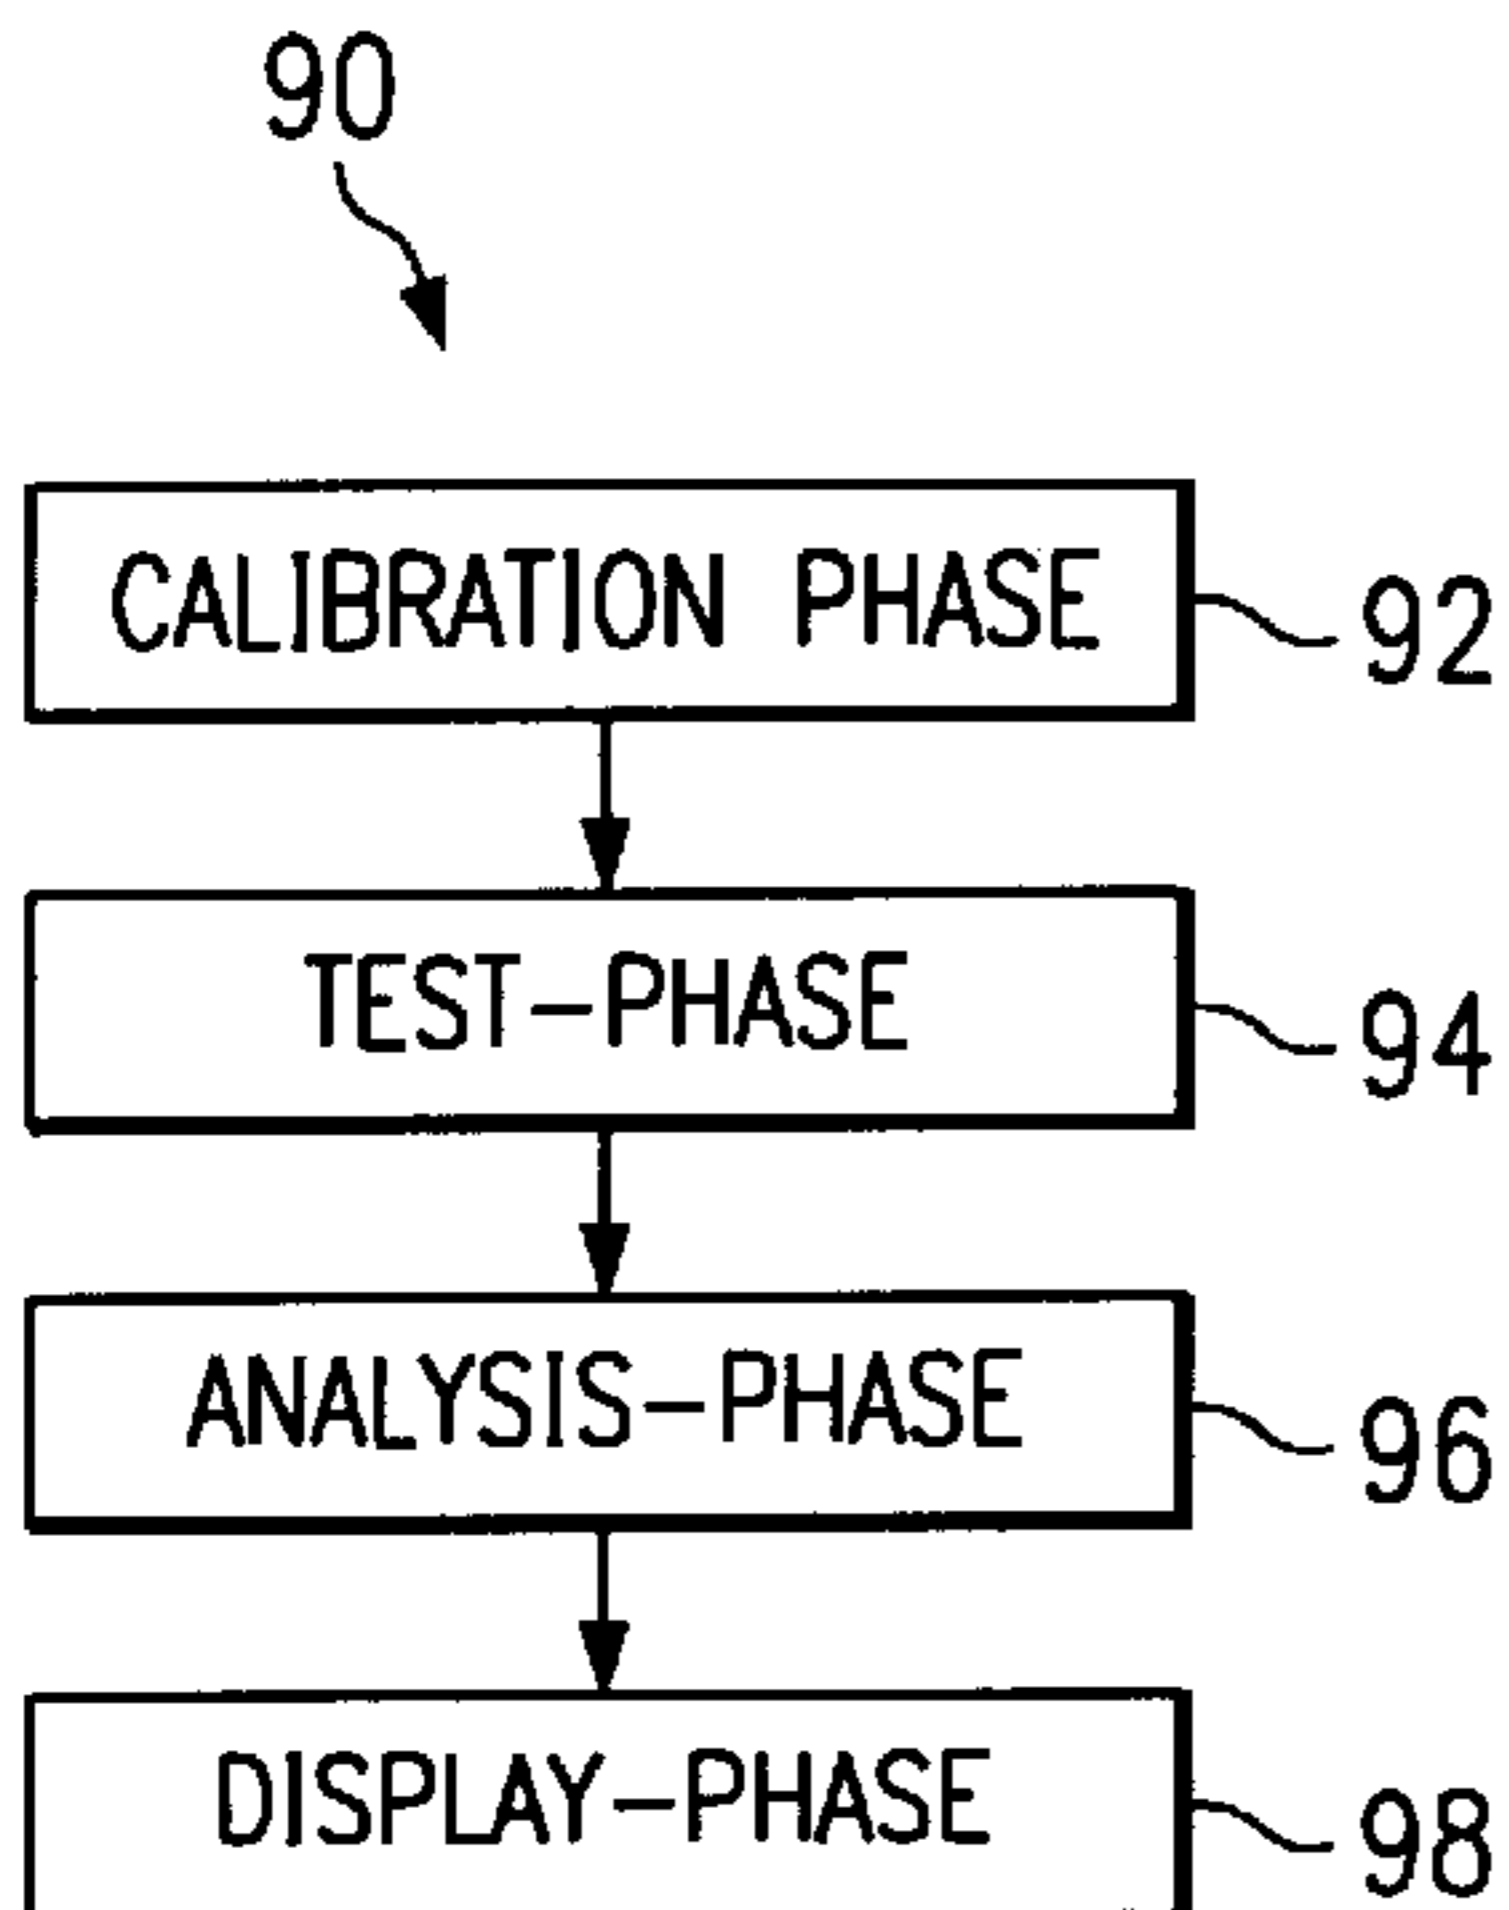 90
CALIBRATION PHASE
92
TEST-PHASE
94
ANALYSIS-PHASE
96
DISPLAY-PHASE
98